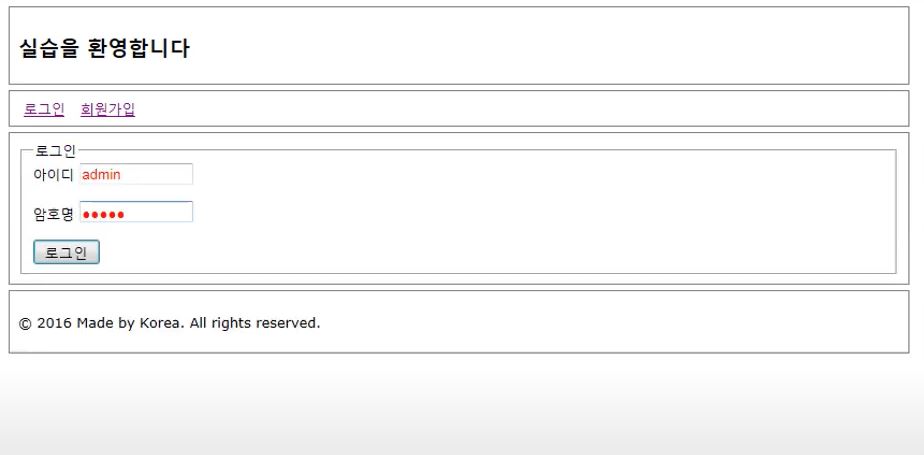 실습을 환영합니다
로그인 회원가입
로그인
아이디 admin
암호명 ●●●●●
로그인
© 2016 Made by Korea. All rights reserved.